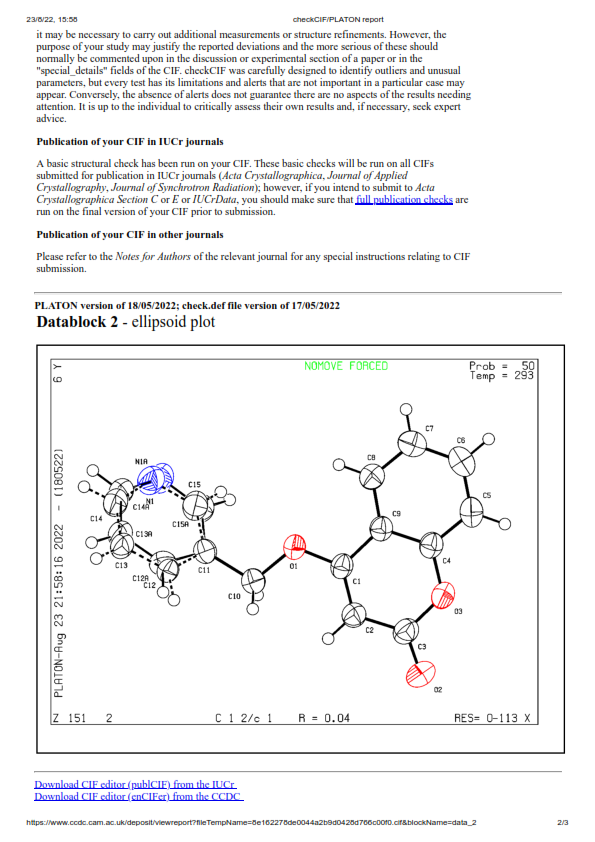 23/8/22, 15:58 checkCIF/PLATON report
it may be necessary to carry out additional measurements or structure refinements. However, the
purpose of your study may justify the reported deviations and the more serious of these should
normally be commented upon in the discussion or experimental section of a paper or in the
"special_details" fields of the CIF. checkCIF was carefully designed to identify outliers and unusual
parameters, but every test has its limitations and alerts that are not important in a particular case may
appear. Conversely, the absence of alerts does not guarantee there are no aspects of the results needing
attention. It is up to the individual to critically assess their own results and, if necessary, seek expert
advice.
Publication of your CIF in IUCr journals
A basic structural check has been run on your CIF. These basic checks will be run on all CIFs
submitted for publication in IUCr journals (Acta Crystallographica, Journal of Applied
Crystallography, Journal of Synchrotron Radiation); however, if you intend to submit to Acta
Crystallographica Section C or E or IUCrData, you should make sure that full publication checks are
run on the final version of your CIF prior to submission.
Publication of your CIF in other journals
Please refer to the Notes for Authors of the relevant journal for any special instructions relating to CIF
submission.
PLATON version of 18/05/2022; check.def file version of 17/05/2022
Datablock 2 - ellipsoid plot
NOMOVE FORCED
Prob = 50
Temp = 293
6 Y
PLATON-Aug 23 21:58:16 2022 - (180522)
C7
C6
C8
C5
N1A
C15
N1
C14A
C14
C15A
C9
C13A
C4
C13
C11
O1
C12A
C12
C1
C10
O3
C2
C3
O2
Z 151 2 C 1 2/c 1 R = 0.04 RES= 0-113 X
Download CIF editor (publCIF) from the IUCr
Download CIF editor (enCIFer) from the CCDC
https://www.ccdc.cam.ac.uk/deposit/viewreport?fileTempName=8e162278de0044a2b9d0428d766c00f0.cif&blockName=data_2 2/3